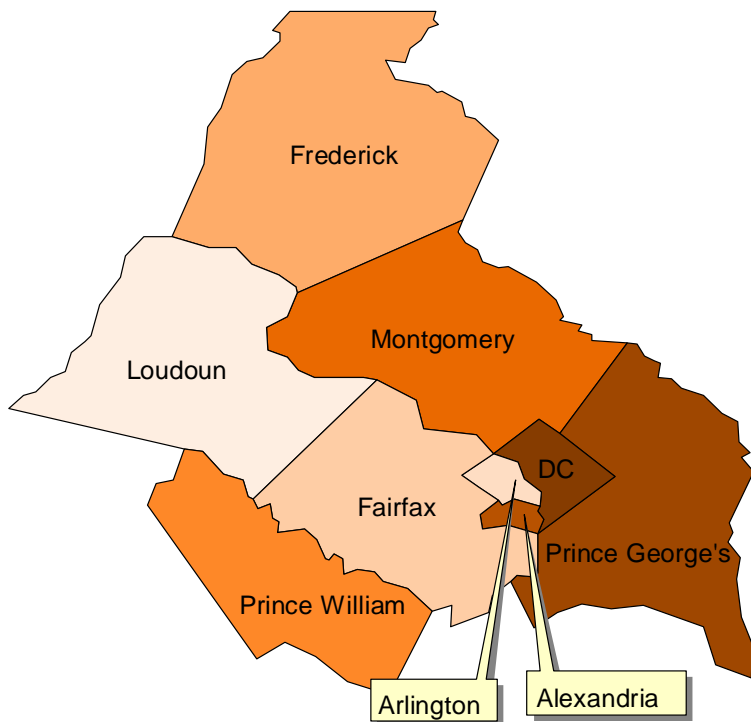 Frederick
Montgomery
Loudoun
DC
Fairfax
Prince George's
Prince William
Arlington
Alexandria